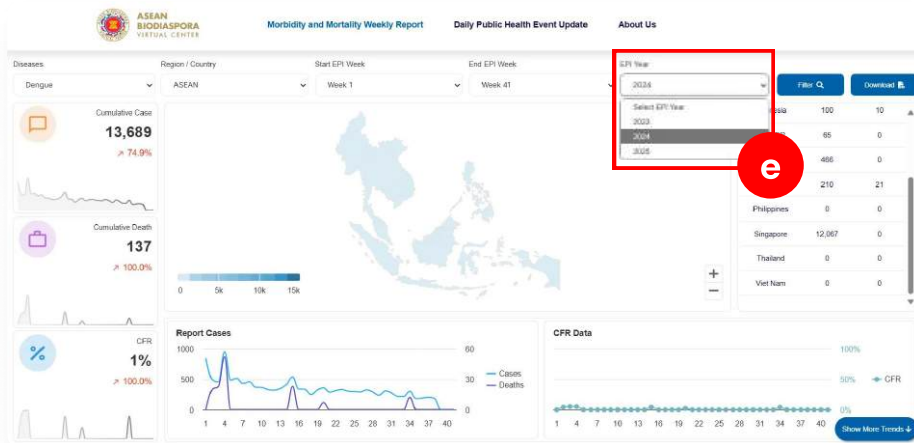 ASEAN
BIODIASPORA
VIRTUAL CENTER
Morbidity and Mortality Weekly Report
Daily Public Health Event Update
About Us
Diseases
Region / Country
Start EPI Week
End EPI Week
EPI Year
Dengue
ASEAN
Week 1
Week 41
2024
Filter
Download
Select EPI Year
2023
2024
2025
e
Cumulative Case
13,689
74.9%
Cumulative Death
137
100.0%
CFR
1%
100.0%
0 5k 10k 15k
+
−
esia 100 10
65 0
466 0
210 21
Philippines 0 0
Singapore 12,067 0
Thailand 0 0
Viet Nam 0 0
Report Cases
1000 60
500 30
0 0
Cases
Deaths
1 4 7 10 13 16 19 22 25 28 31 34 37 40
CFR Data
100%
50%
0%
CFR
1 4 7 10 13 16 19 22 25 28 31 34 37 40
Show More Trends